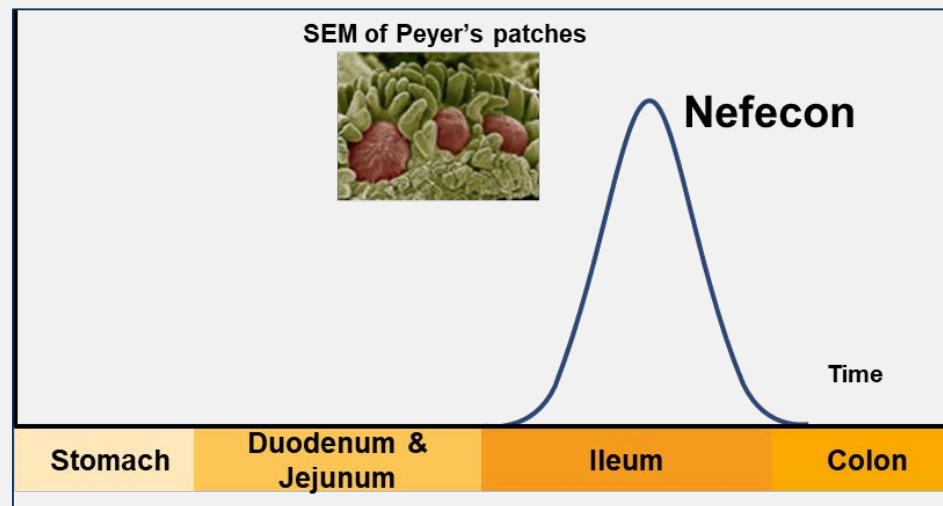 SEM of Peyer's patches
Nefecon
Time
Stomach
Duodenum &
Jejunum
Ileum
Colon